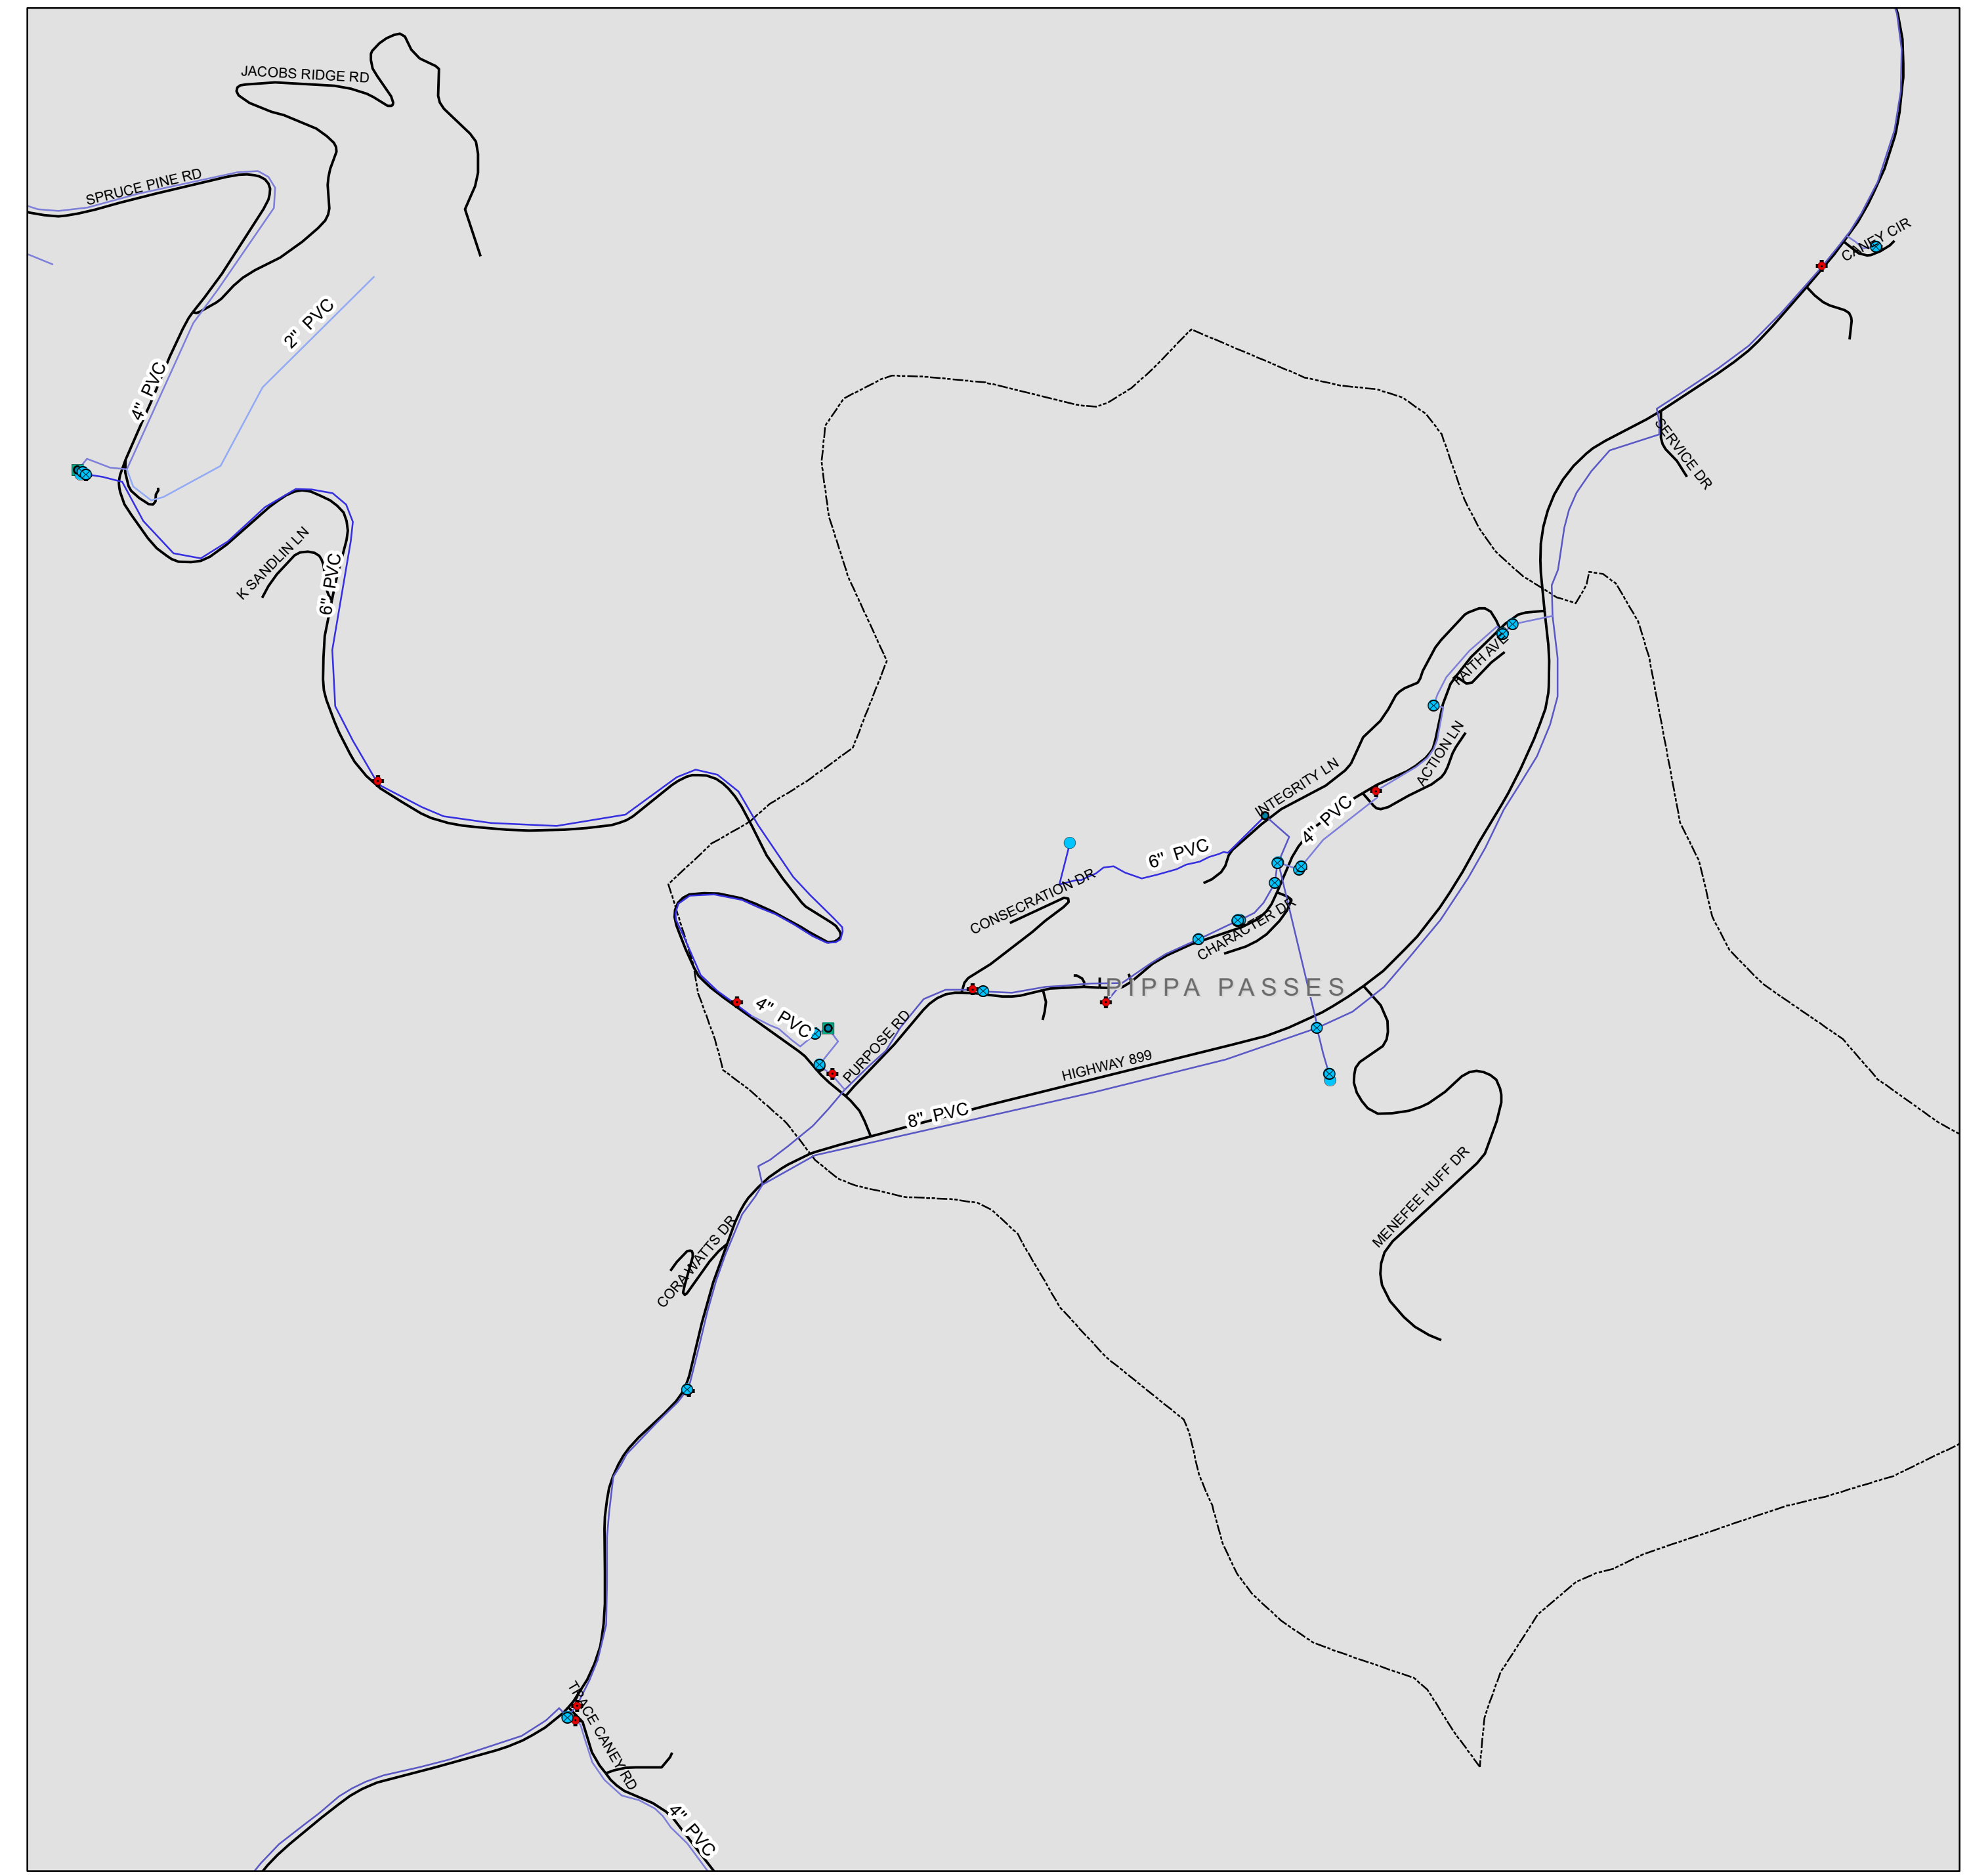 JACOBS RIDGE RD
SPRUCE PINE RD
CANEY CIR
2" PVC
4" PVC
SERVICE DR
K SANDLIN LN
6" PVC
FAITH AVE
ACTION LN
INTEGRITY LN
4" PVC
6" PVC
CONSECRATION DR
CHARACTER DR
PIPPA PASSES
4" PVC
PURPOSE RD
HIGHWAY 899
8" PVC
MENEFEE HUFF DR
CORA WATTS DR
TRACE CANEY RD
4" PVC